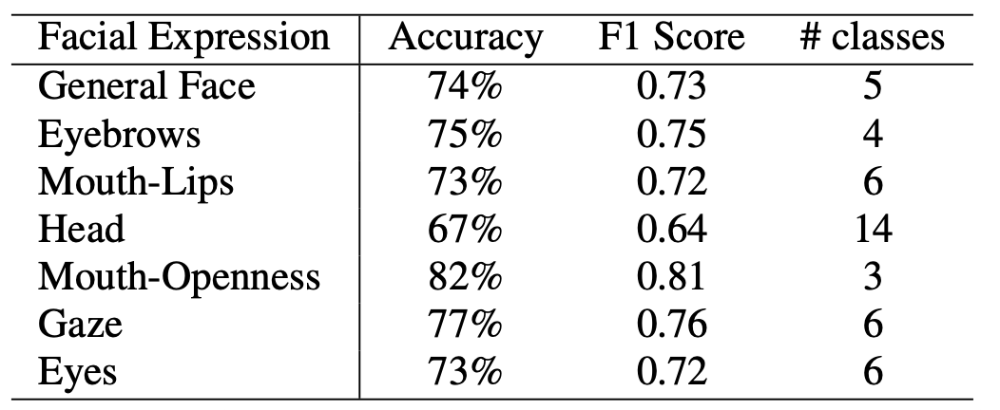 Facial Expression Accuracy F1 Score # classes
General Face 74% 0.73 5
Eyebrows 75% 0.75 4
Mouth-Lips 73% 0.72 6
Head 67% 0.64 14
Mouth-Openness 82% 0.81 3
Gaze 77% 0.76 6
Eyes 73% 0.72 6